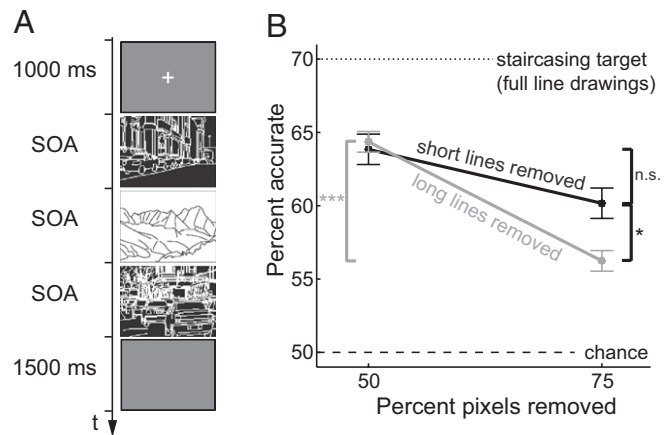 A
1000 ms
SOA
SOA
SOA
1500 ms
t
B
Percent accurate
70
65
60
55
50
staircasing target
(full line drawings)
short lines removed
long lines removed
***
n.s.
*
chance
50
75
Percent pixels removed